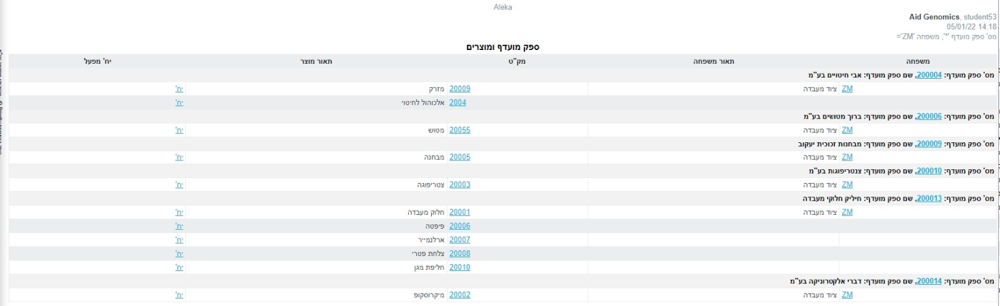 Afeka
Aid Genomics, student53
05/01/22 14:18
מס' ספק מועדף '*', משפחה 'ZM'=
ספק מועדף ומוצרים
משפחה תאור משפחה מק"ט תאור מוצר יח' מפעל
מס' ספק מועדף: 200004, שם ספק מועדף: אבי חיטויים בע"מ
ZM ציוד מעבדה 20009 מזרק יח'
2004 אלכוהול לחיטוי יח'
מס' ספק מועדף: 200006, שם ספק מועדף: ברוך מטושים בע"מ
ZM ציוד מעבדה 20055 מטוש יח'
מס' ספק מועדף: 200009, שם ספק מועדף: מבחנות זכוכית יעקוב
ZM ציוד מעבדה 20005 מבחנה יח'
מס' ספק מועדף: 200010, שם ספק מועדף: צנטריפוגות בע"מ
ZM ציוד מעבדה 20003 צטריפוגה יח'
מס' ספק מועדף: 200013, שם ספק מועדף: חיליק חלוקי מעבדה
ZM ציוד מעבדה 20001 חלוק מעבדה יח'
20006 פיפטה יח'
20007 ארלנמייר יח'
20008 צלחת פטרי יח'
20010 חליפת מגן יח'
מס' ספק מועדף: 200014, שם ספק מועדף: דברי אלקטרוניקה בע"מ
ZM ציוד מעבדה 20002 מיקרוסקופ יח'